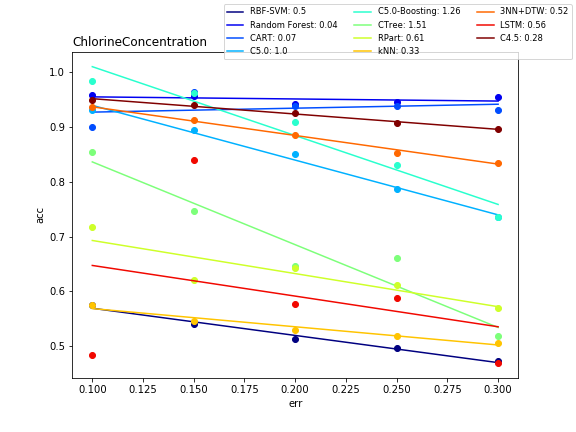 RBF-SVM: 0.5 C5.0-Boosting: 1.26 3NN+DTW: 0.52
Random Forest: 0.04 CTree: 1.51 LSTM: 0.56
CART: 0.07 RPart: 0.61 C4.5: 0.28
C5.0: 1.0 kNN: 0.33
ChlorineConcentration
1.0
0.9
0.8
0.7
0.6
0.5
acc
0.100 0.125 0.150 0.175 0.200 0.225 0.250 0.275 0.300
err